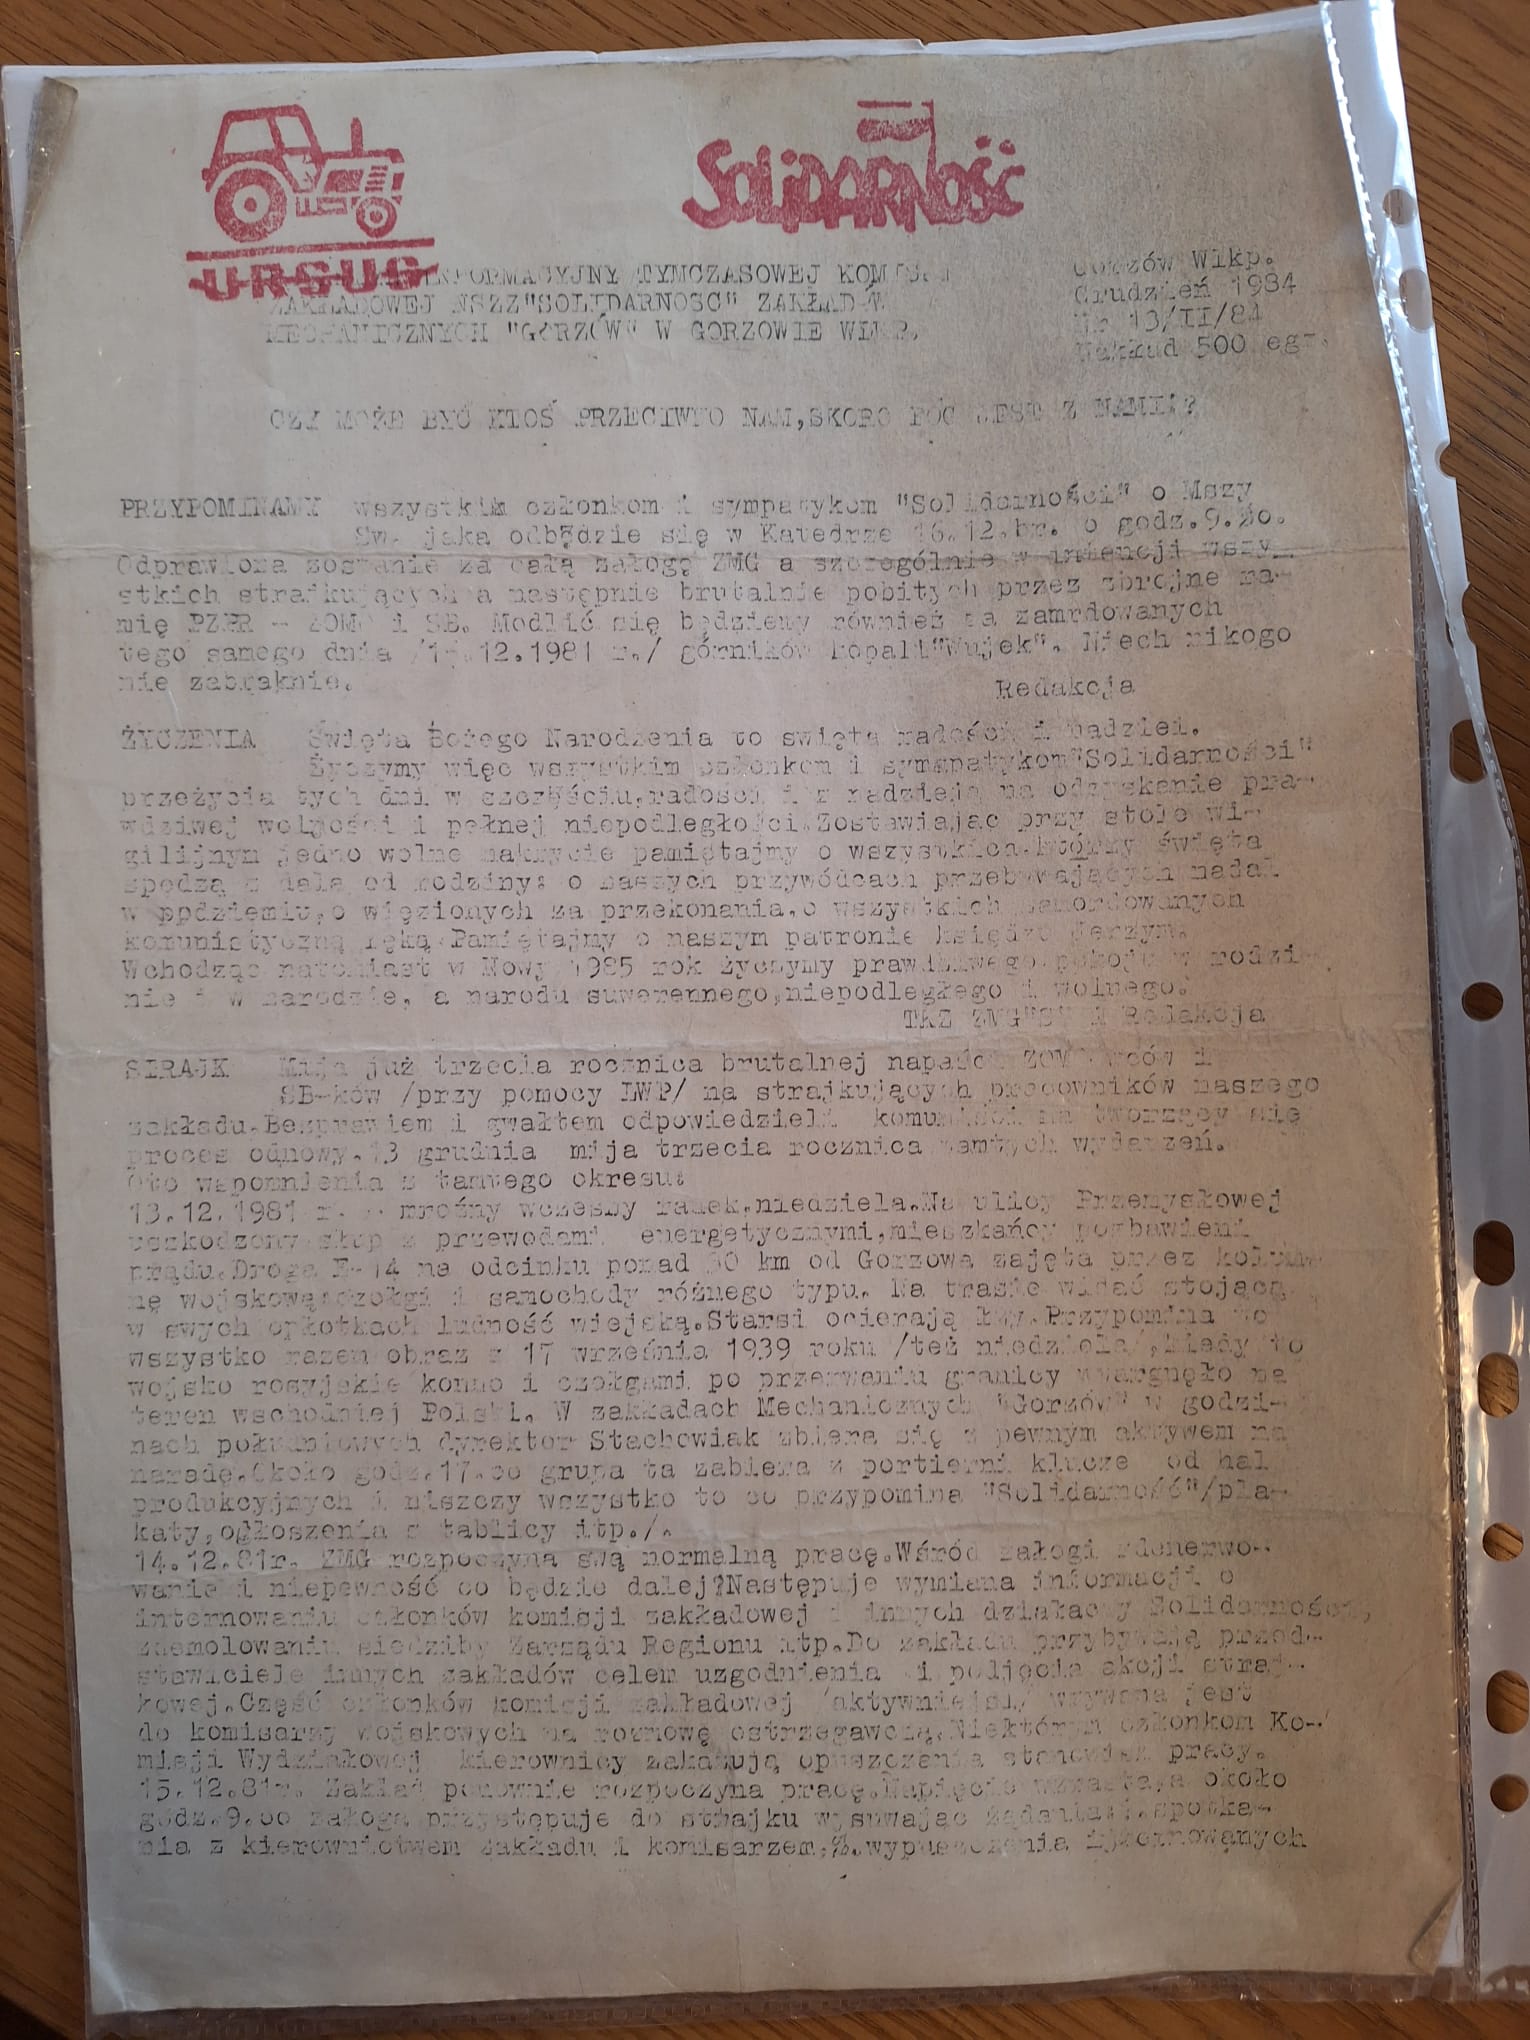 URSUS
SOLIDARNOŚĆ
INFORMACYJNY TYMCZASOWEJ KOMISJI
ZAKŁADOWEJ NSZZ"SOLIDARNOSC" ZAKŁADÓW
MECHANICZNYCH "GORZÓW" W GORZOWIE WLKP.
Gorzów Wlkp.
Grudzień 1984
Nr 13/II/84
Nakład 500 egz.
CZY MOŻE BYĆ KTOŚ PRZECIWKO NAM,SKORO BÓG JEST Z NAMI!?
PRZYPOMINAMY wszystkim członkom i sympatykom "Solidarności" o Mszy
Św. jaka odbędzie się w Katedrze 16.12.br. o godz.9.30.
Odprawiona zostanie za całą załogę ZMG a szczególnie w intencji wszy-
stkich strajkujących a następnie brutalnie pobitych przez zbrojne ra-
mię PZPR - ZOMO i SB. Modlić się będziemy również za zamrdowanych
tego samego dnia /16.12.1981 r./ górników kopali"Wujek". Niech nikogo
nie zabraknie.
Redakcja
ŻYCZENIA Święta Bożego Narodzenia to święta radości i nadziei.
Życzymy więc wszystkim członkom i sympatykom"Solidarności"
przeżycia tych dni w szczęściu,radości i z nadzieją na odzyskanie pra-
wdziwej wolności i pełnej niepodległości.Zostawiając przy stole wi-
gilijnym jedno wolne nakrycie pamiętajmy o wszystkich którzy święta
spędzą z dala od rodziny: o naszych przywódcach przebywających nadal
w ppdziemiu,o więzionych za przekonania,o wszystkich zamordowanych
komunistyczną ręką.Pamiętajmy o naszym patronie księdzu Jerzym.
Wchodząc natomiast w Nowy 1985 rok życzymy prawdziwego pokoju w rodzi-
nie i w narodzie, a narodu suwerennego,niepodległego i wolnego.
TKZ ZMG"S" i Redakcja
STRAJK Mija już trzecia rocznica brutalnej napaści ZOMO-wców i
SB-ków /przy pomocy LWP/ na strajkujących pracowników naszego
zakładu.Bezprawiem i gwałtem odpowiedzieli komuniści na tworzący się
proces odnowy.13 grudnia mija trzecia rocznica tamtych wydarzeń.
Oto wspomnienia z tamtego okresu:
13.12.1981 r. - mroźny wczesny ranek,niedziela.Na ulicy Przemysłowej
uszkodzony słup z przewodami energetycznymi,mieszkańcy pozbawieni
prądu.Droga E-14 na odcinku ponad 30 km od Gorzowa zajęta przez kolum-
nę wojskową:czołgi i samochody różnego typu. Na trasie widać stojącą
w swych opłotkach ludność wiejską.Starsi ocierają łzy.Przypomina to
wszystko razem obraz z 17 września 1939 roku /też niedziela/,kiedy to
wojsko rosyjskie konno i czołgami po przerwaniu granicy wtargnęło na
teren wschodniej Polski. W zakładach Mechanicznych "Gorzów" w godzi-
nach południowych dyrektor Stachowiak zbiera się z pewnym aktywem na
naradę.Około godz.17.oo grupa ta zabiera z portierni klucze od hal
produkcyjnych i niszczy wszystko to co przypomina "Solidarność"/pla-
katy,ogłoszenia z tablicy itp./.
14.12.81r. ZMG rozpoczyna swą normalną pracę.Wśród załogi zdenerwo-
wanie i niepewność co będzie dalej?Następuje wymiana informacji o
internowaniu członków komisji zakładowej i innych działaczy Solidarności,
zdemolowaniu siedziby Zarządu Regionu itp.Do zakładu przybywają przed-
stawiciele innych zakładów celem uzgodnienia i podjęcia akcji straj-
kowej.Część członków komisji zakładowej /aktywniejsi/ wzywana jest
do komisarzy wojskowych na rozmowę ostrzegawczą.Niektórym członkom Ko-
misji Wydziałowej kierownicy zakazują opuszczania stanowisk pracy.
15.12.81r. Zakład ponownie rozpoczyna pracę.Napięcie wzrasta,a około
godz.9.oo załoga przystępuje do strajku wysuwając żądania:1.spotka-
nia z kierownictwem zakładu i komisarzem,2.wypuszczenia internowanych